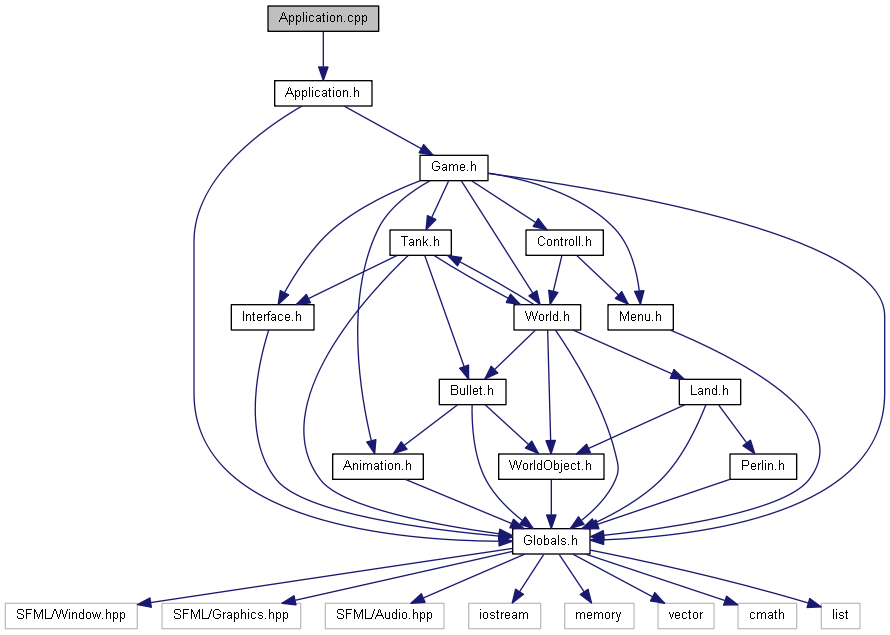 Application.cpp
Application.h
Game.h
Tank.h
Controll.h
Interface.h
World.h
Menu.h
Bullet.h
Land.h
Animation.h
WorldObject.h
Perlin.h
Globals.h
SFML/Window.hpp
SFML/Graphics.hpp
SFML/Audio.hpp
iostream
memory
vector
cmath
list